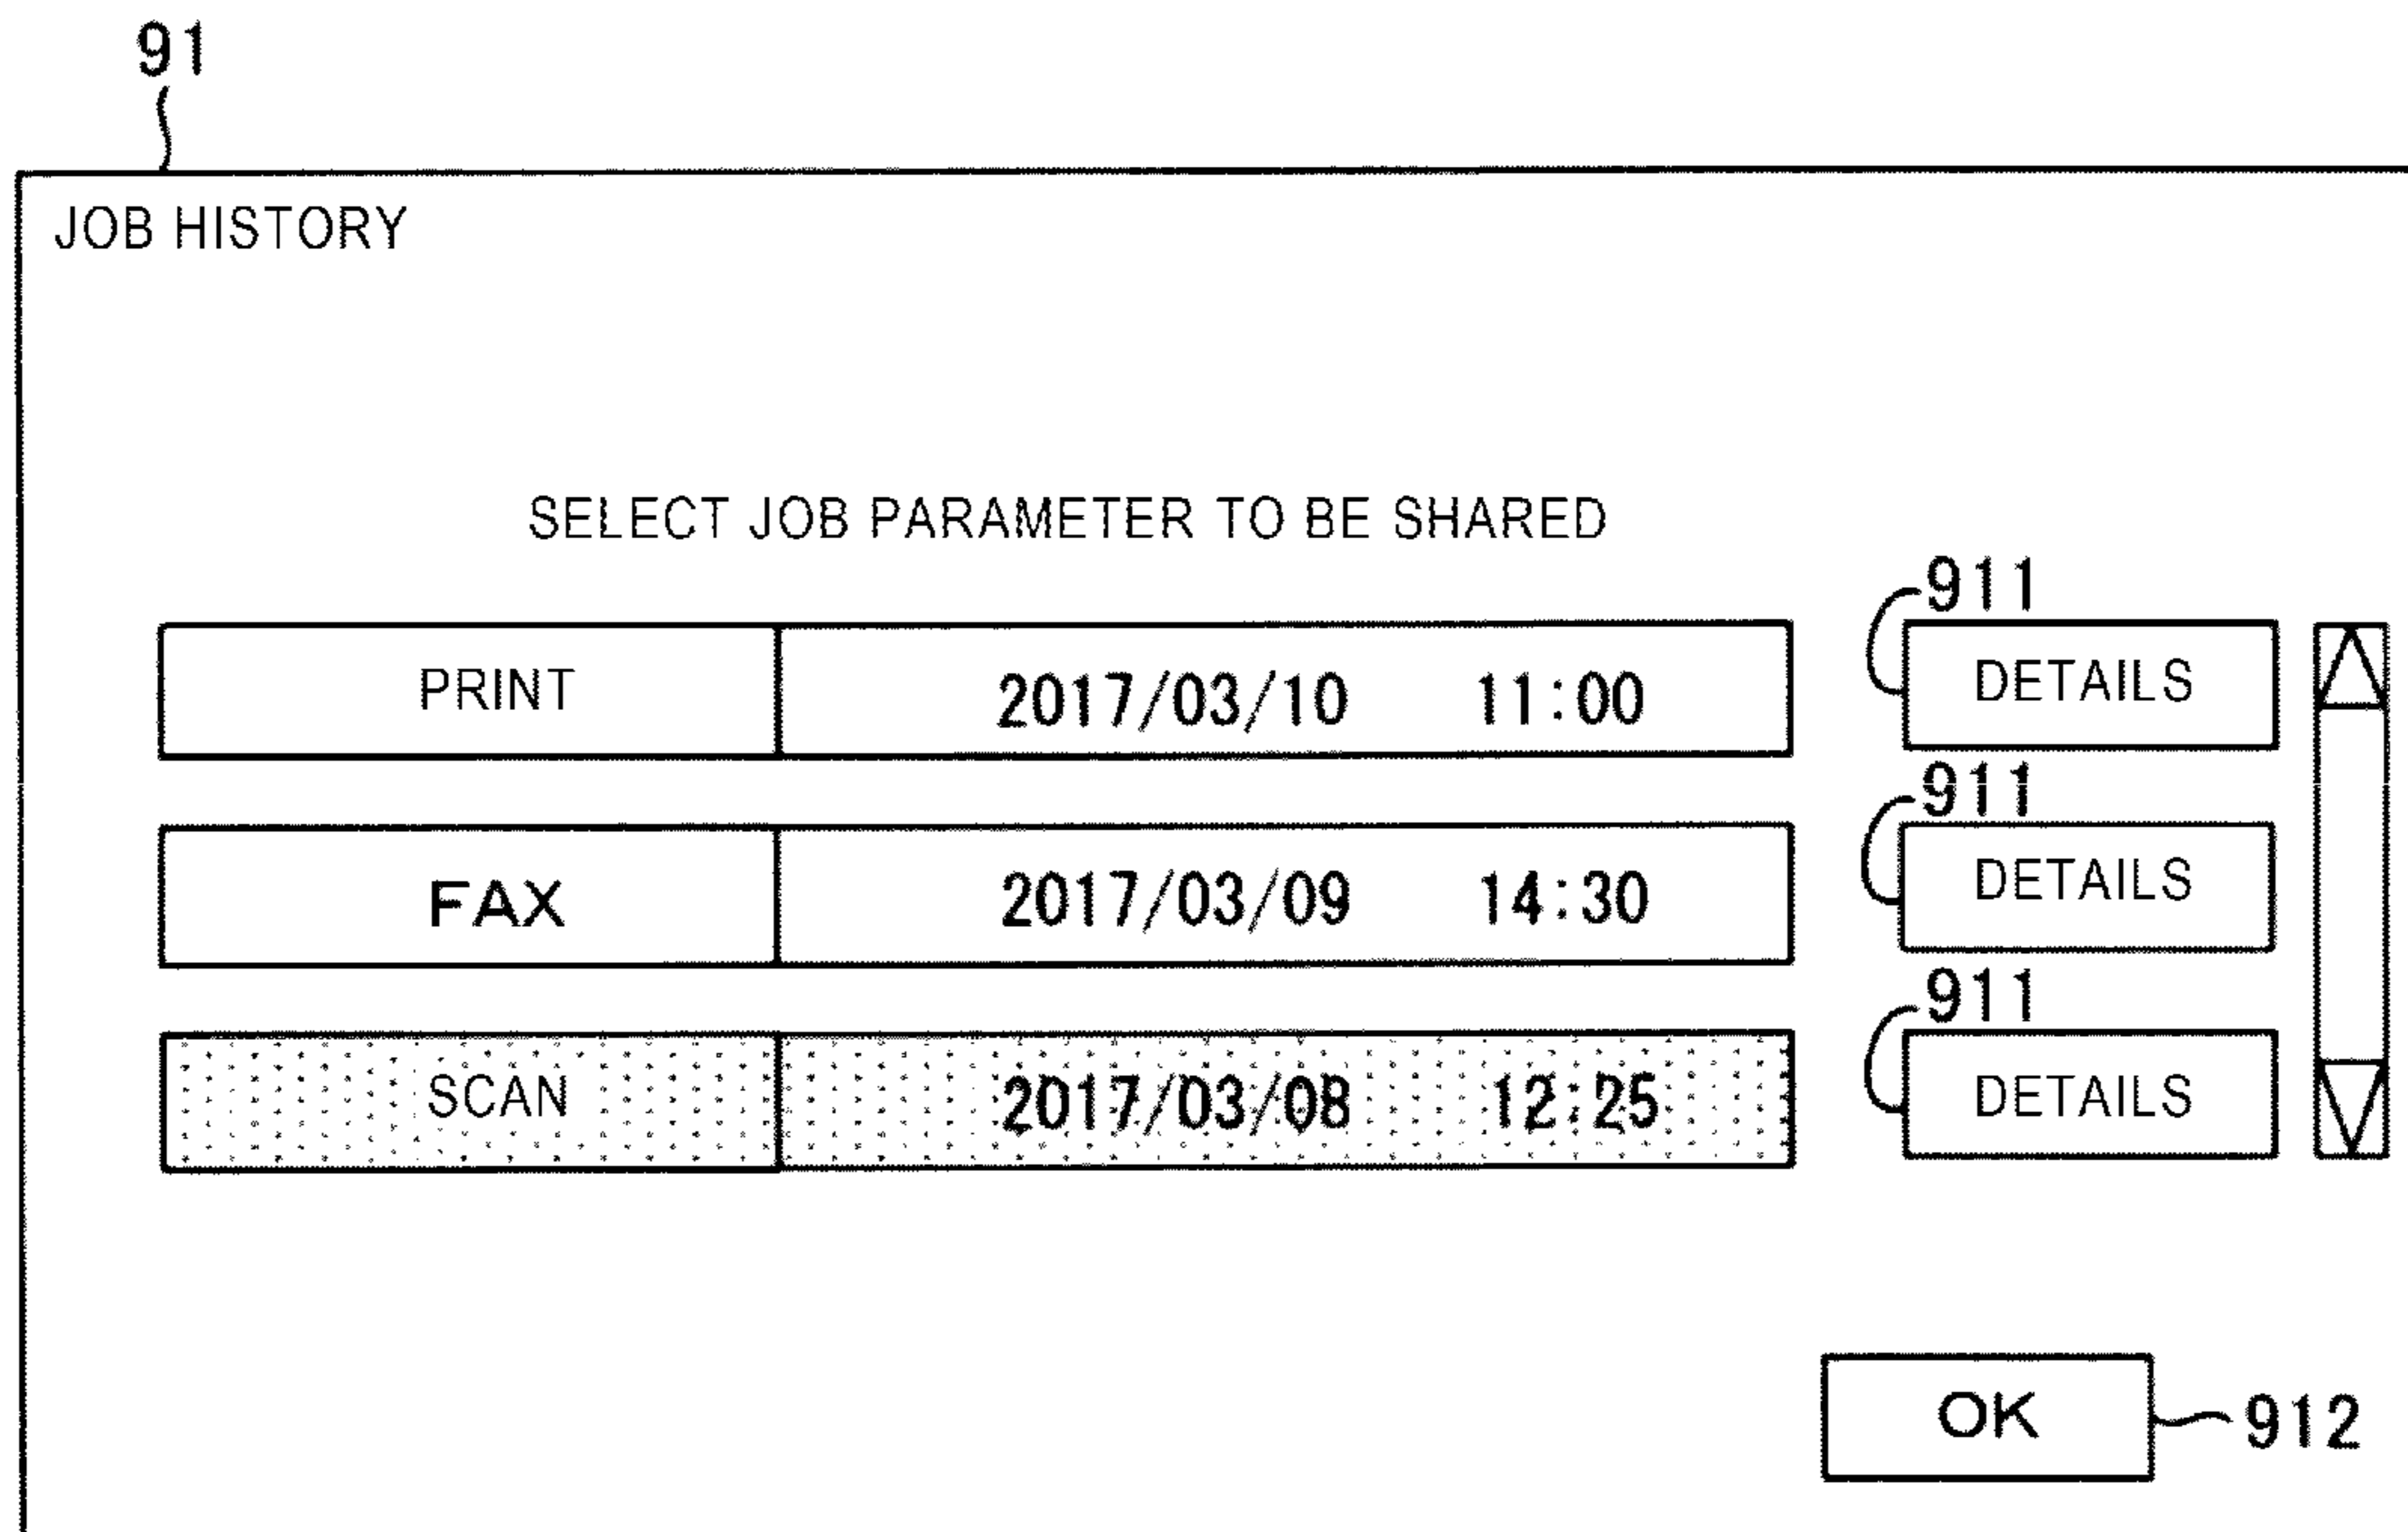 91
JOB HISTORY
SELECT JOB PARAMETER TO BE SHARED
911
PRINT 2017/03/10 11:00 DETAILS
911
FAX 2017/03/09 14:30 DETAILS
911
SCAN 2017/03/08 12:25 DETAILS
OK 912